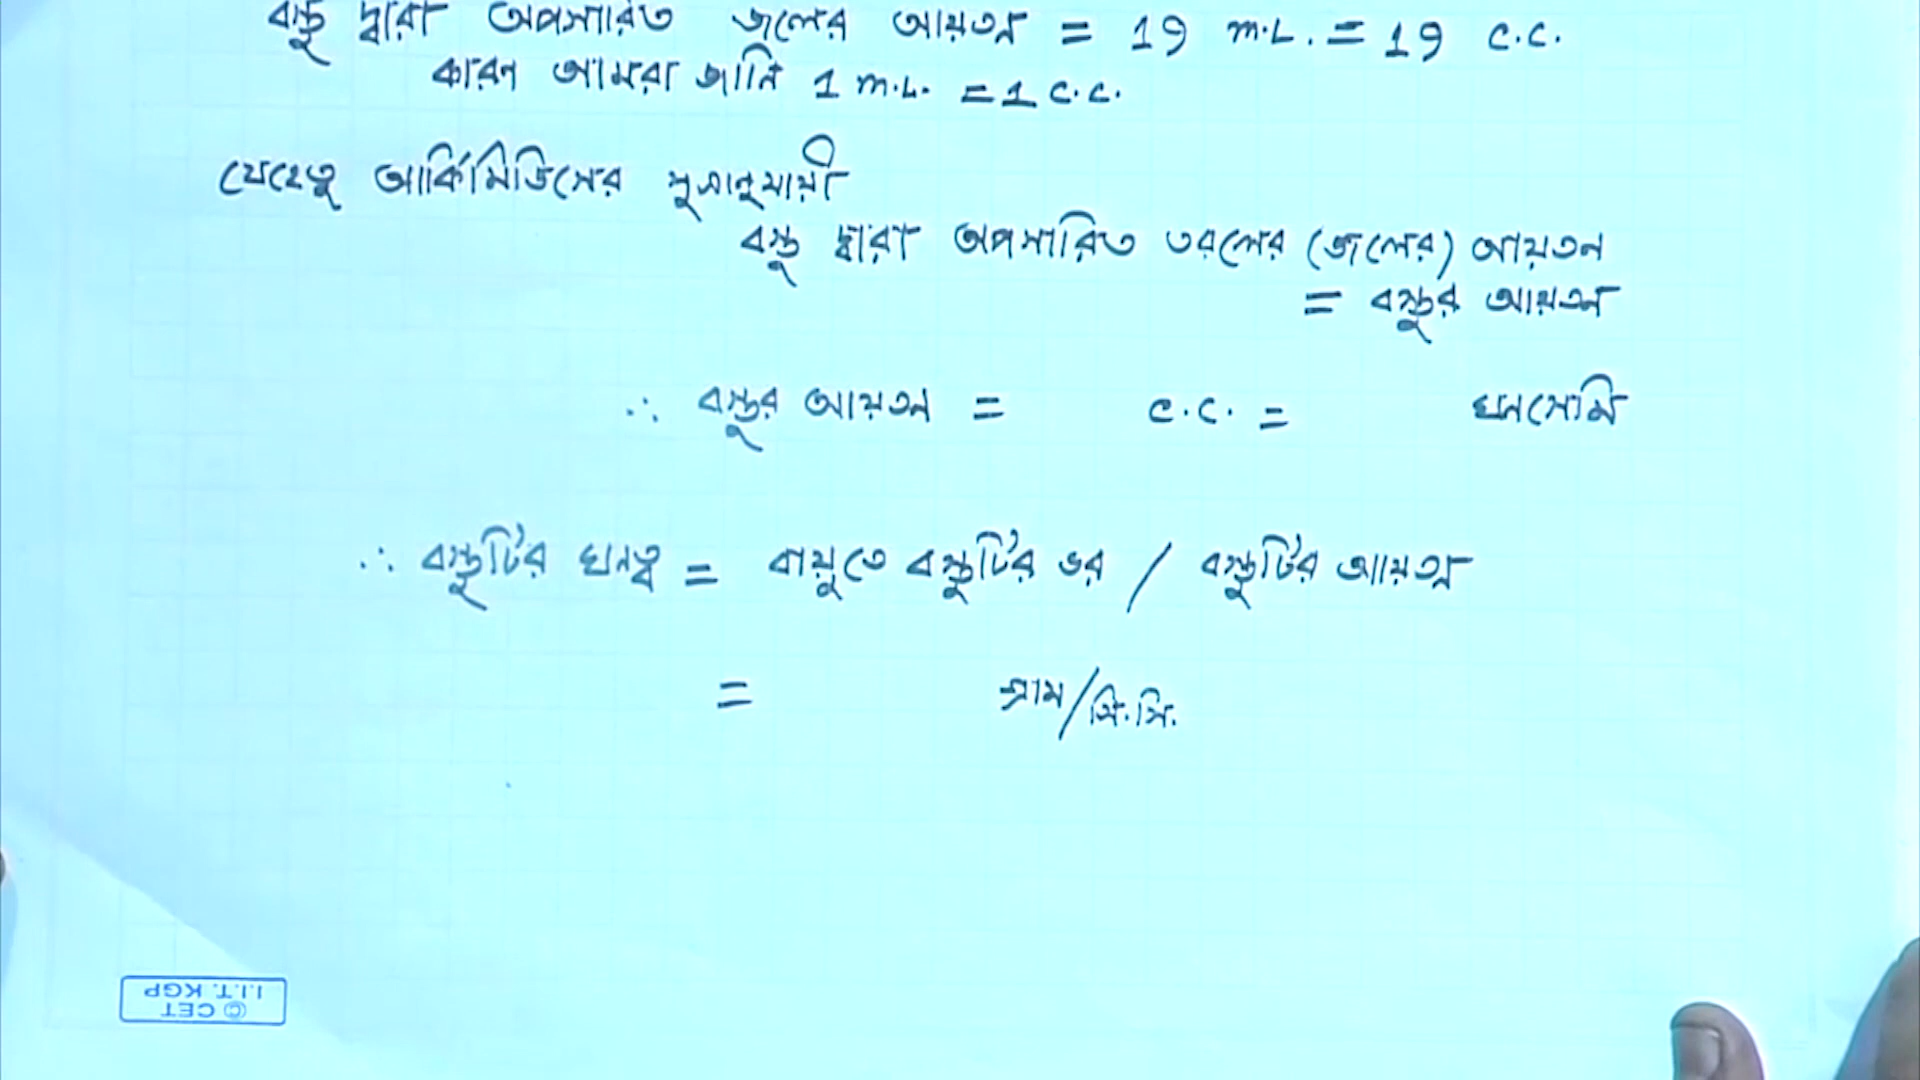 বস্তু দ্বারা অপসারিত জলের আয়তন = 19 m.L. = 19 c.c.
কারণ আমরা জানি 1 m.L. = 1 c.c.
যেহেতু আর্কিমিডিসের সূত্রানুযায়ী
বস্তু দ্বারা অপসারিত তরলের (জলের) আয়তন
= বস্তুর আয়তন
∴ বস্তুর আয়তন = c.c. = ঘনসেমি
∴ বস্তুটির ঘনত্ব = বায়ুতে বস্তুটির ভর / বস্তুটির আয়তন
= গ্রাম/সি.সি.
© CET
I.I.T. KGP